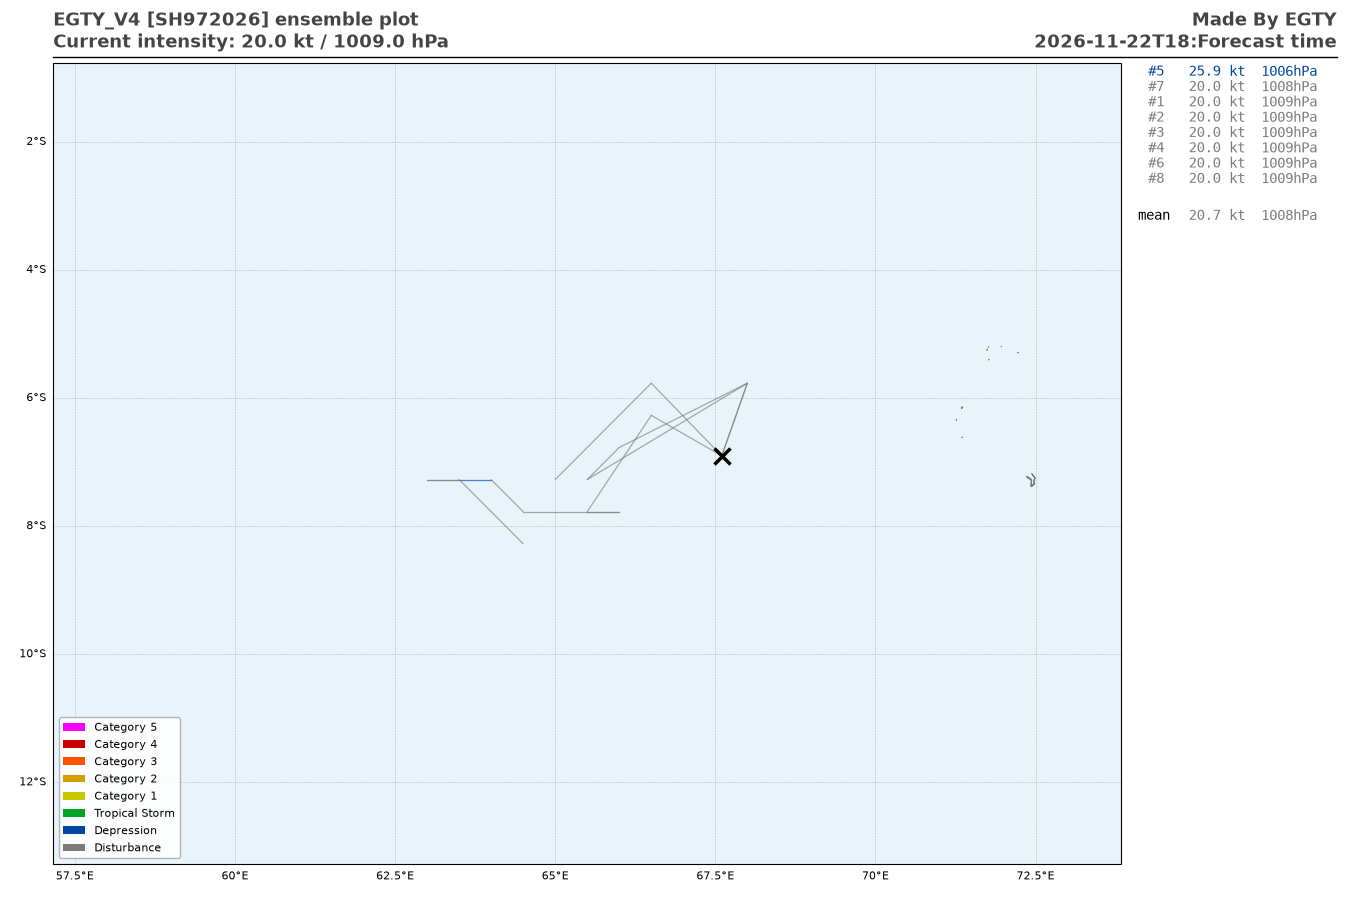 EGTY_V4 [SH972026] ensemble plot
Current intensity: 20.0 kt / 1009.0 hPa
Made By EGTY
2026-11-22T18:Forecast time
#5 25.9 kt 1006hPa
#7 20.0 kt 1008hPa
#1 20.0 kt 1009hPa
#2 20.0 kt 1009hPa
#3 20.0 kt 1009hPa
#4 20.0 kt 1009hPa
#6 20.0 kt 1009hPa
#8 20.0 kt 1009hPa
mean 20.7 kt 1008hPa
2°S
4°S
6°S
8°S
10°S
12°S
Category 5
Category 4
Category 3
Category 2
Category 1
Tropical Storm
Depression
Disturbance
57.5°E 60°E 62.5°E 65°E 67.5°E 70°E 72.5°E